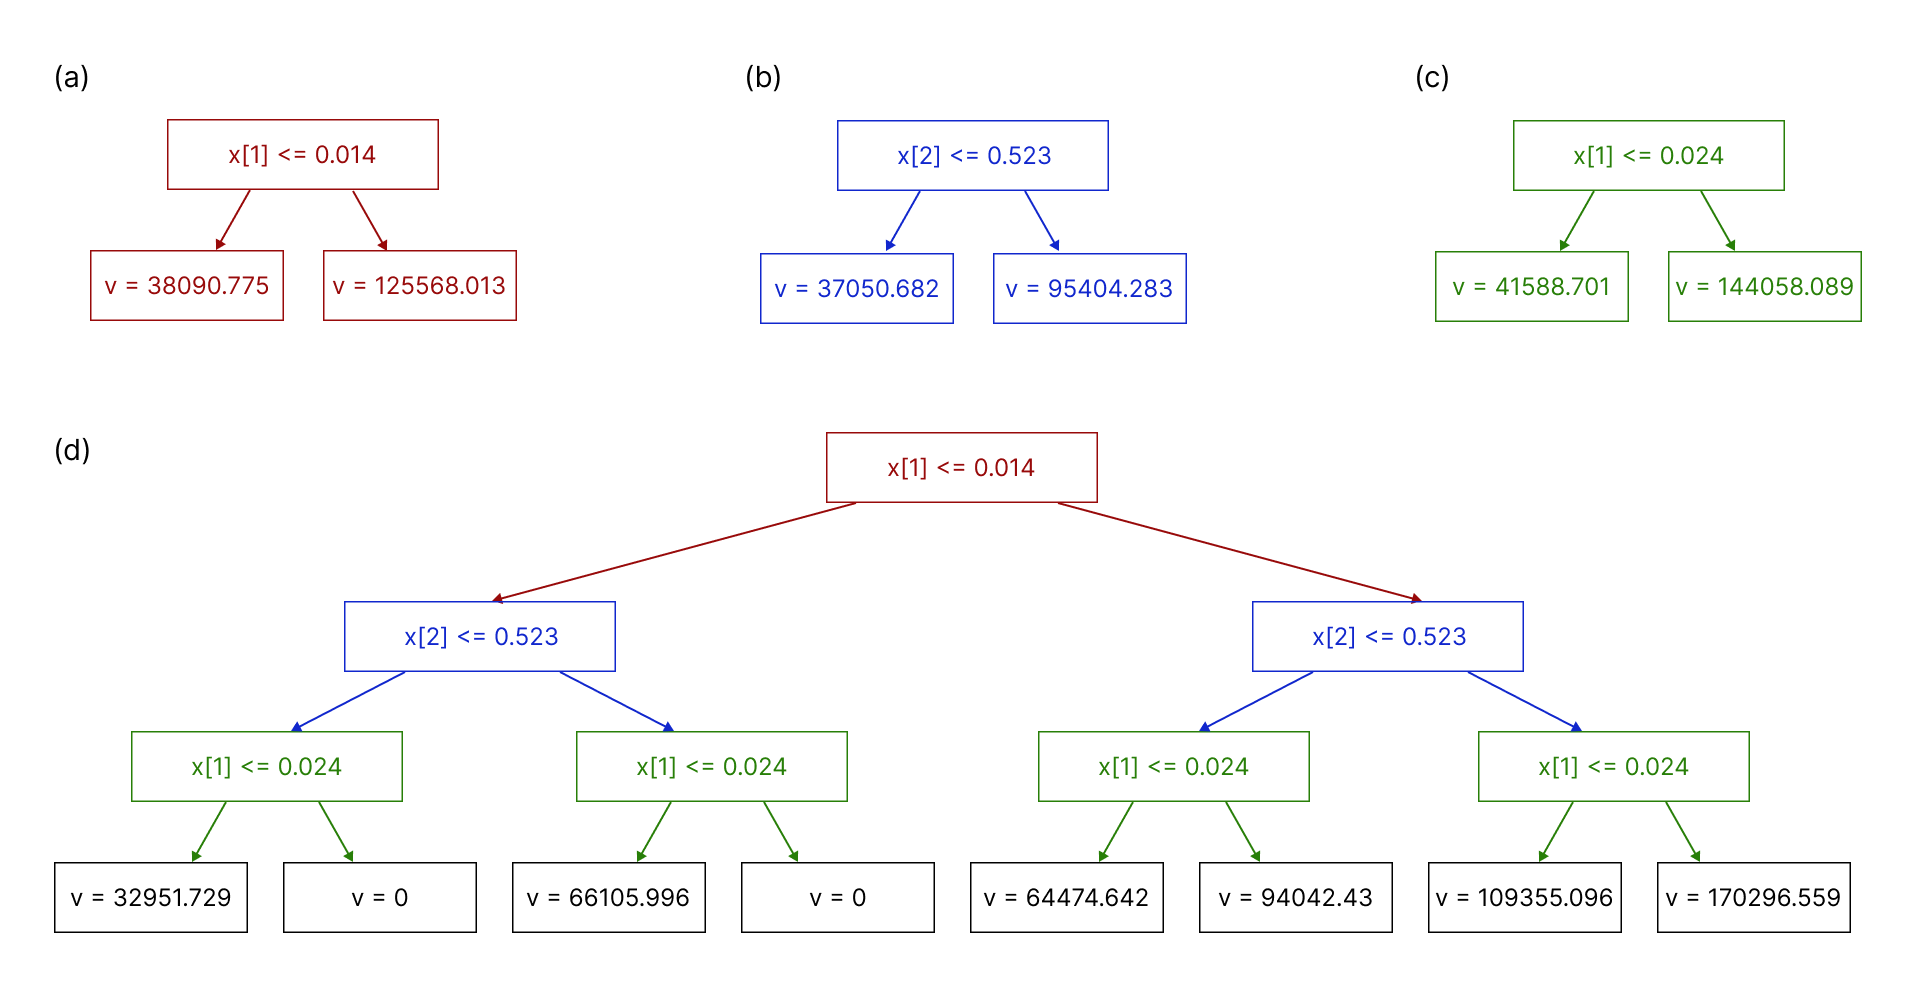 (a)
(b)
(c)
x[1] <= 0.014
x[2] <= 0.523
x[1] <= 0.024
v = 38090.775
v = 125568.013
v = 37050.682
v = 95404.283
v = 41588.701
v = 144058.089
(d)
x[1] <= 0.014
x[2] <= 0.523
x[2] <= 0.523
x[1] <= 0.024
x[1] <= 0.024
x[1] <= 0.024
x[1] <= 0.024
v = 32951.729
v = 0
v = 66105.996
v = 0
v = 64474.642
v = 94042.43
v = 109355.096
v = 170296.559